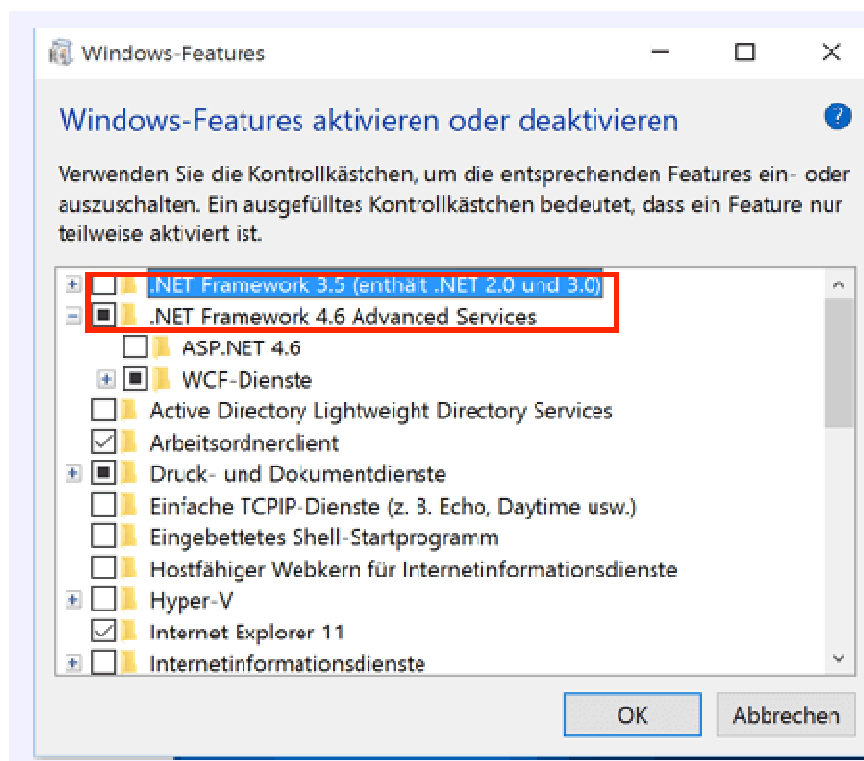 Windows-Features
Windows-Features aktivieren oder deaktivieren
Verwenden Sie die Kontrollkästchen, um die entsprechenden Features ein- oder
auszuschalten. Ein ausgefülltes Kontrollkästchen bedeutet, dass ein Feature nur
teilweise aktiviert ist.
.NET Framework 3.5 (enthält .NET 2.0 und 3.0)
.NET Framework 4.6 Advanced Services
ASP.NET 4.6
WCF-Dienste
Active Directory Lightweight Directory Services
Arbeitsordnerclient
Druck- und Dokumentdienste
Einfache TCPIP-Dienste (z. B. Echo, Daytime usw.)
Eingebettetes Shell-Startprogramm
Hostfähiger Webkern für Internetinformationsdienste
Hyper-V
Internet Explorer 11
Internetinformationsdienste
OK Abbrechen